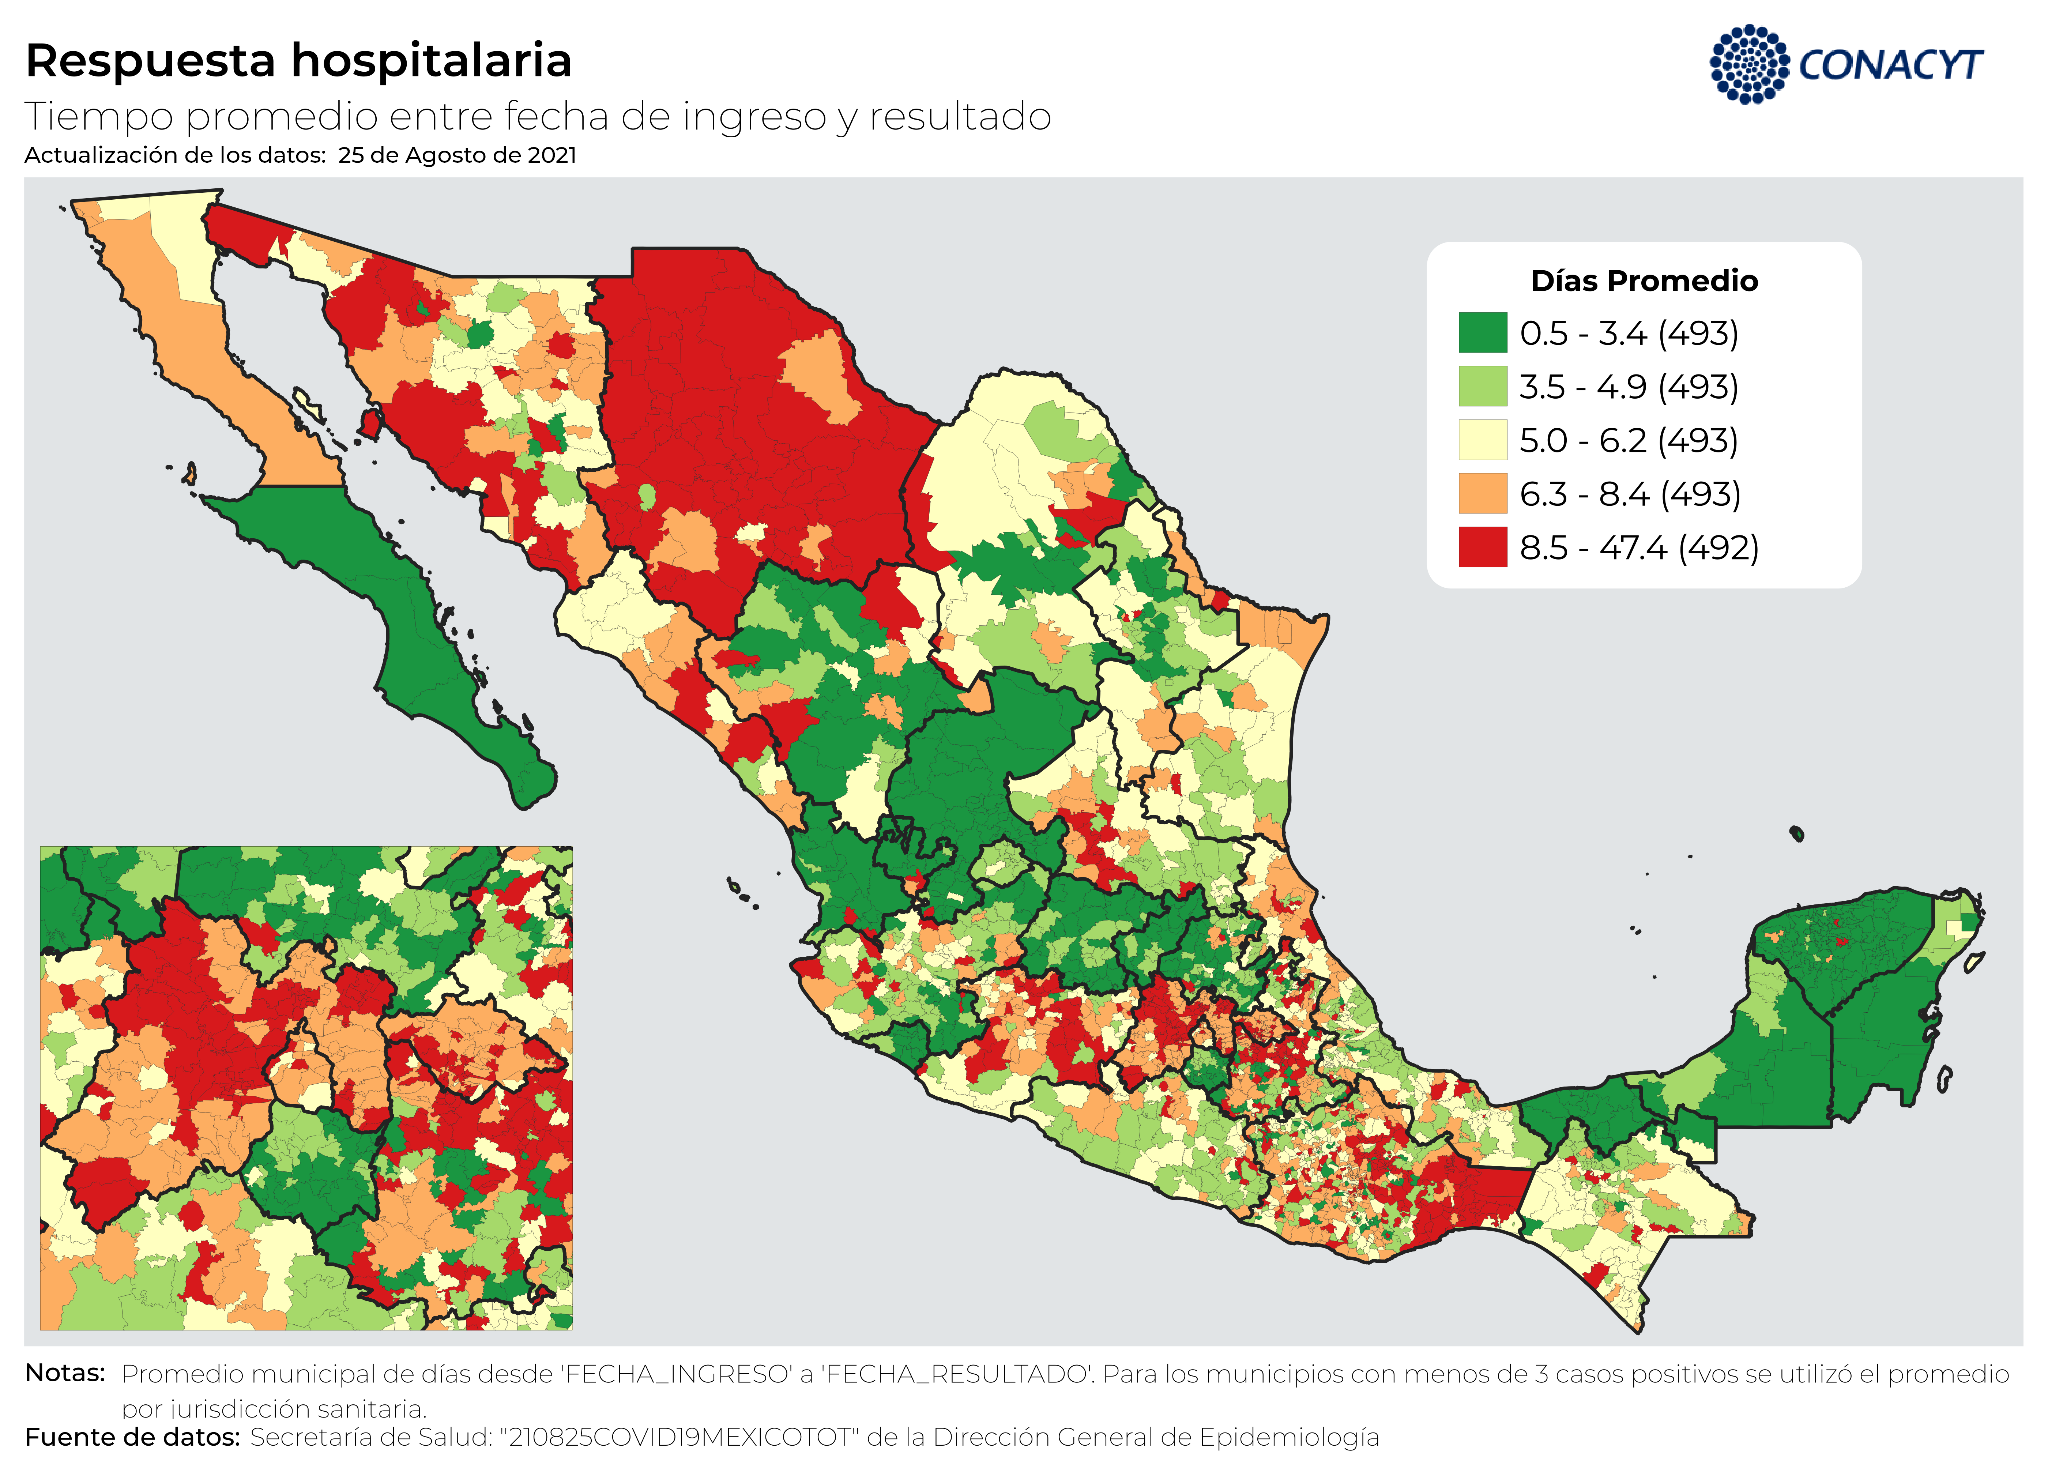 Respuesta hospitalaria
CONACYT
Tiempo promedio entre fecha de ingreso y resultado
Actualización de los datos: 25 de Agosto de 2021
Días Promedio
0.5 - 3.4 (493)
3.5 - 4.9 (493)
5.0 - 6.2 (493)
6.3 - 8.4 (493)
8.5 - 47.4 (492)
Notas: Promedio municipal de días desde 'FECHA_INGRESO' a 'FECHA_RESULTADO'. Para los municipios con menos de 3 casos positivos se utilizó el promedio
por jurisdicción sanitaria.
Fuente de datos: Secretaría de Salud: "210825COVID19MEXICOTOT" de la Dirección General de Epidemiología